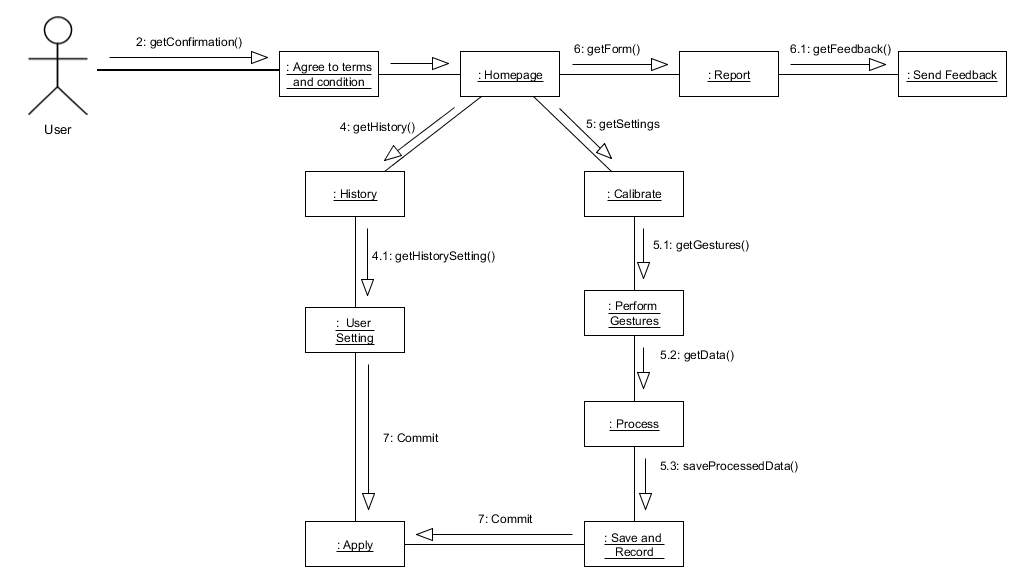 2: getConfirmation()
6: getForm()
6.1: getFeedback()
: Agree to terms
and condition
: Homepage
: Report
: Send Feedback
User
4: getHistory()
5: getSettings
: History
: Calibrate
4.1: getHistorySetting()
5.1: getGestures()
: User
Setting
: Perform
Gestures
5.2: getData()
: Process
7: Commit
5.3: saveProcessedData()
7: Commit
: Apply
: Save and
Record